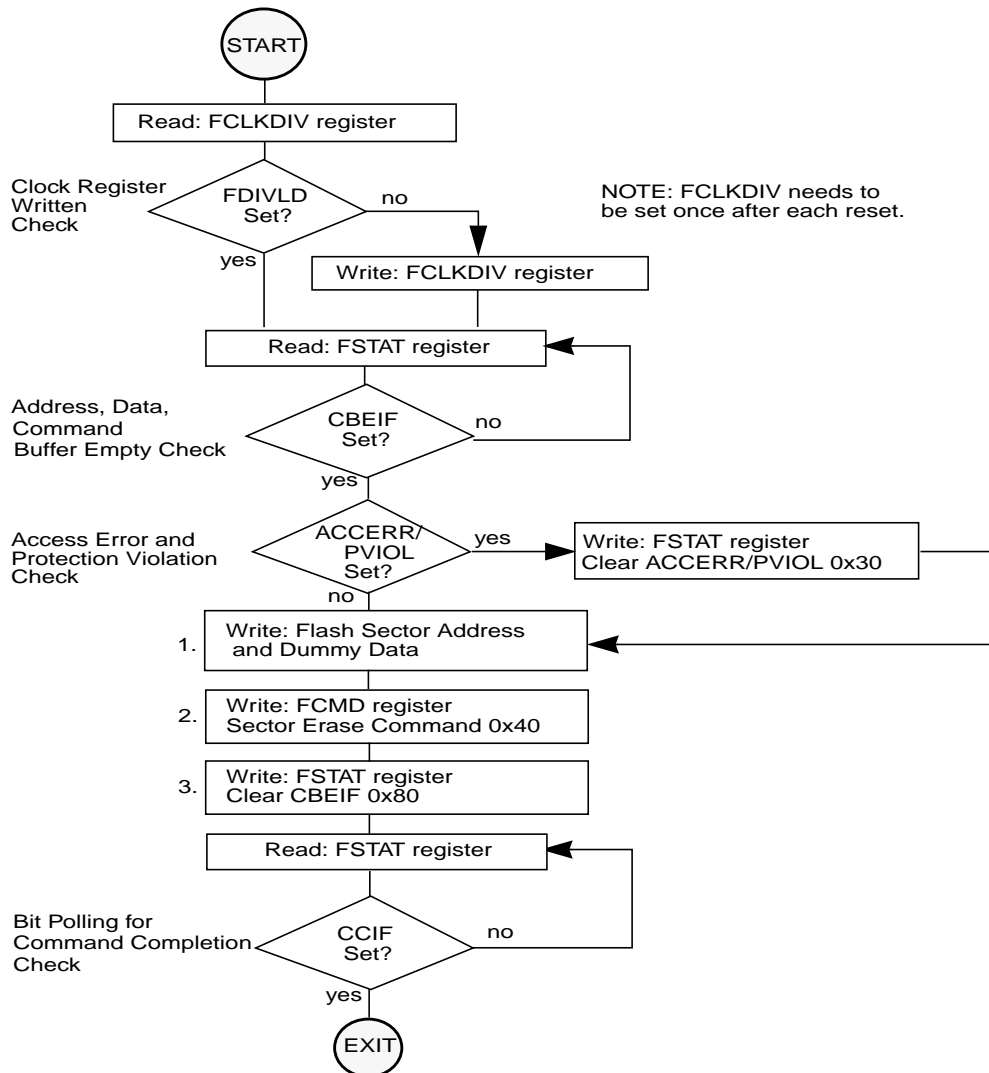 START
Read: FCLKDIV register
Clock Register
Written
Check
FDIVLD
Set?
no
NOTE: FCLKDIV needs to
be set once after each reset.
yes
Write: FCLKDIV register
Read: FSTAT register
Address, Data,
Command
Buffer Empty Check
CBEIF
Set?
no
yes
Access Error and
Protection Violation
Check
ACCERR/
PVIOL
Set?
yes
Write: FSTAT register
Clear ACCERR/PVIOL 0x30
no
1.
Write: Flash Sector Address
and Dummy Data
2.
Write: FCMD register
Sector Erase Command 0x40
3.
Write: FSTAT register
Clear CBEIF 0x80
Read: FSTAT register
Bit Polling for
Command Completion
Check
CCIF
Set?
no
yes
EXIT